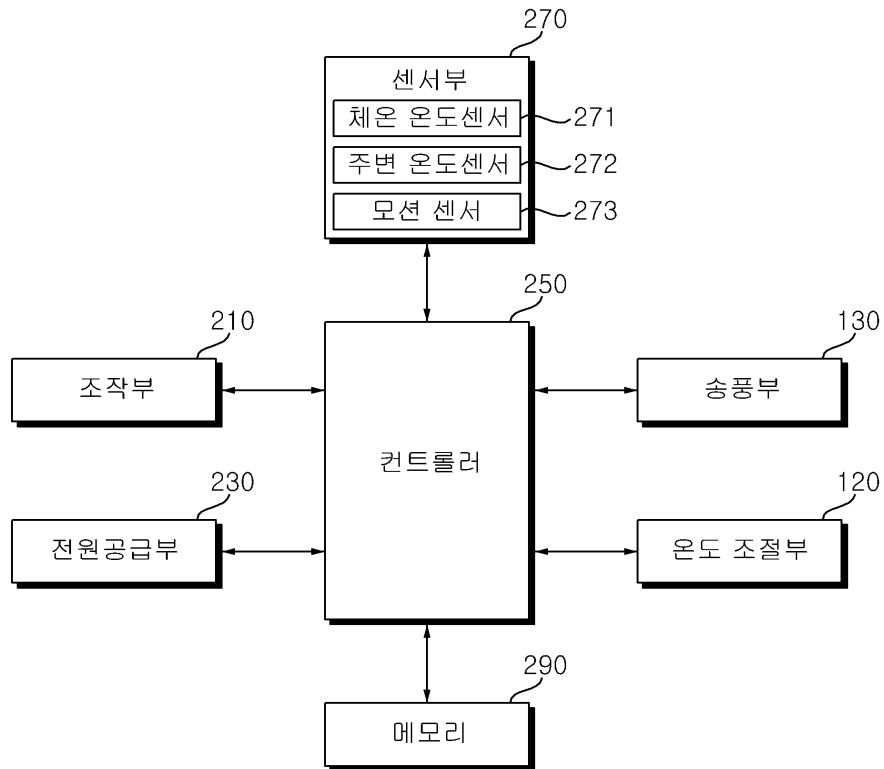 270
센서부
체온 온도센서
271
주변 온도센서
272
모션 센서
273
250
컨트롤러
210
조작부
130
송풍부
230
전원공급부
120
온도 조절부
290
메모리